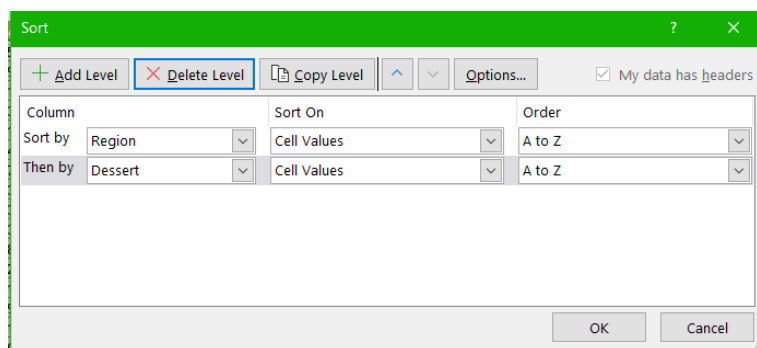 Sort ? ×
Add Level Delete Level Copy Level Options... My data has headers
Column Sort On Order
Sort by Region Cell Values A to Z
Then by Dessert Cell Values A to Z
OK Cancel